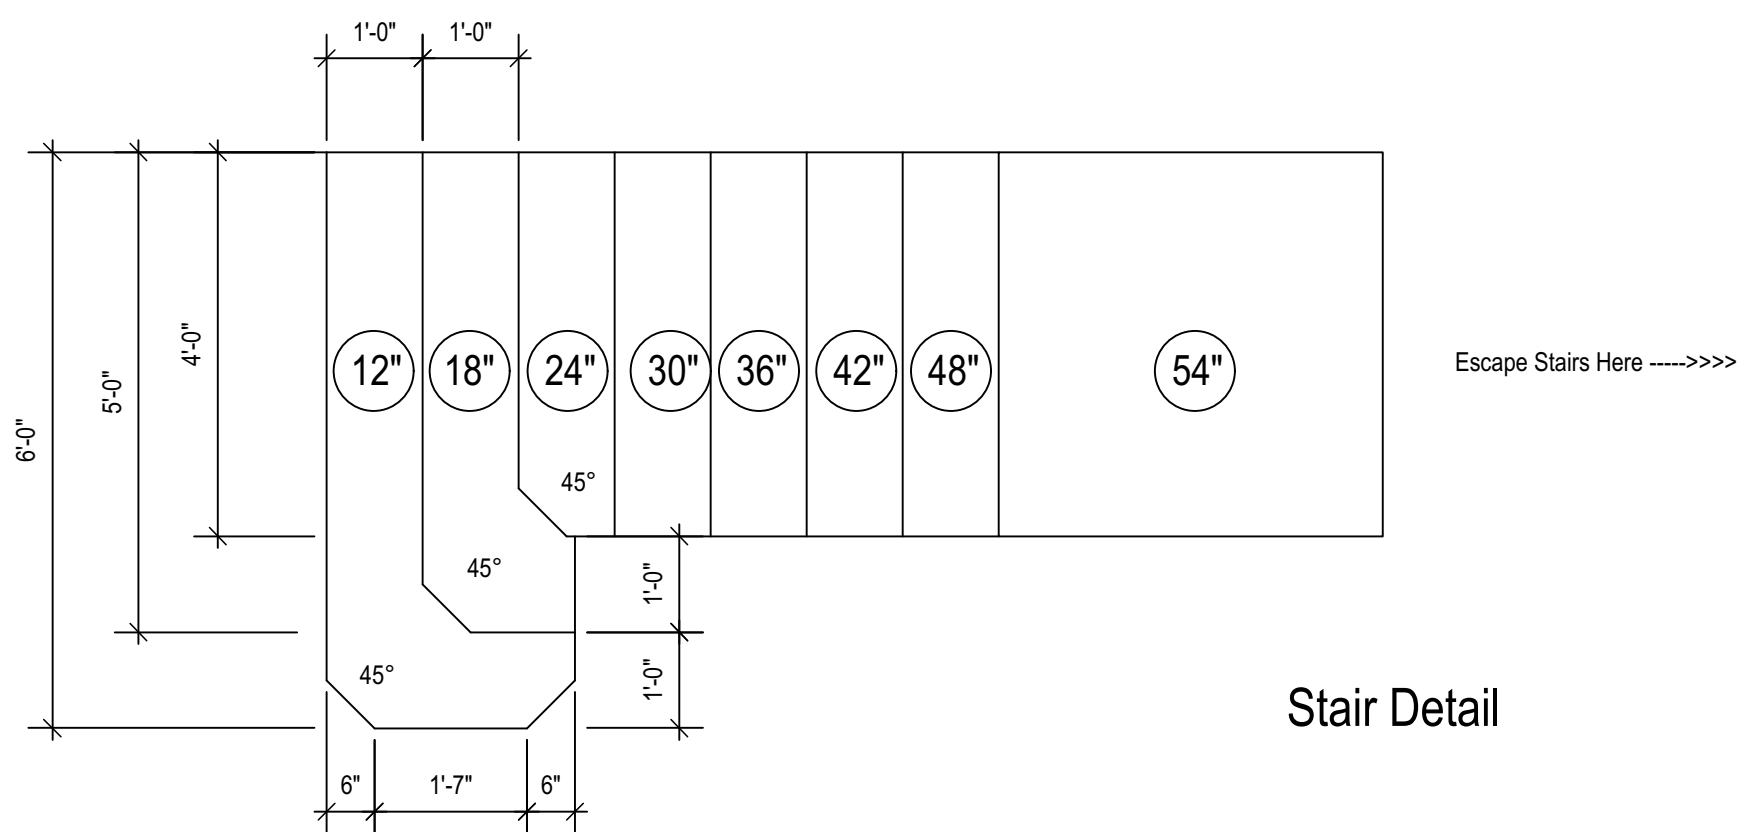 1'-0" 1'-0"
6'-0"
5'-0"
4'-0"
12" 18" 24" 30" 36" 42" 48" 54"
Escape Stairs Here ----->>>>
45°
45°
45°
1'-0"
1'-0"
6" 1'-7" 6"
Stair Detail